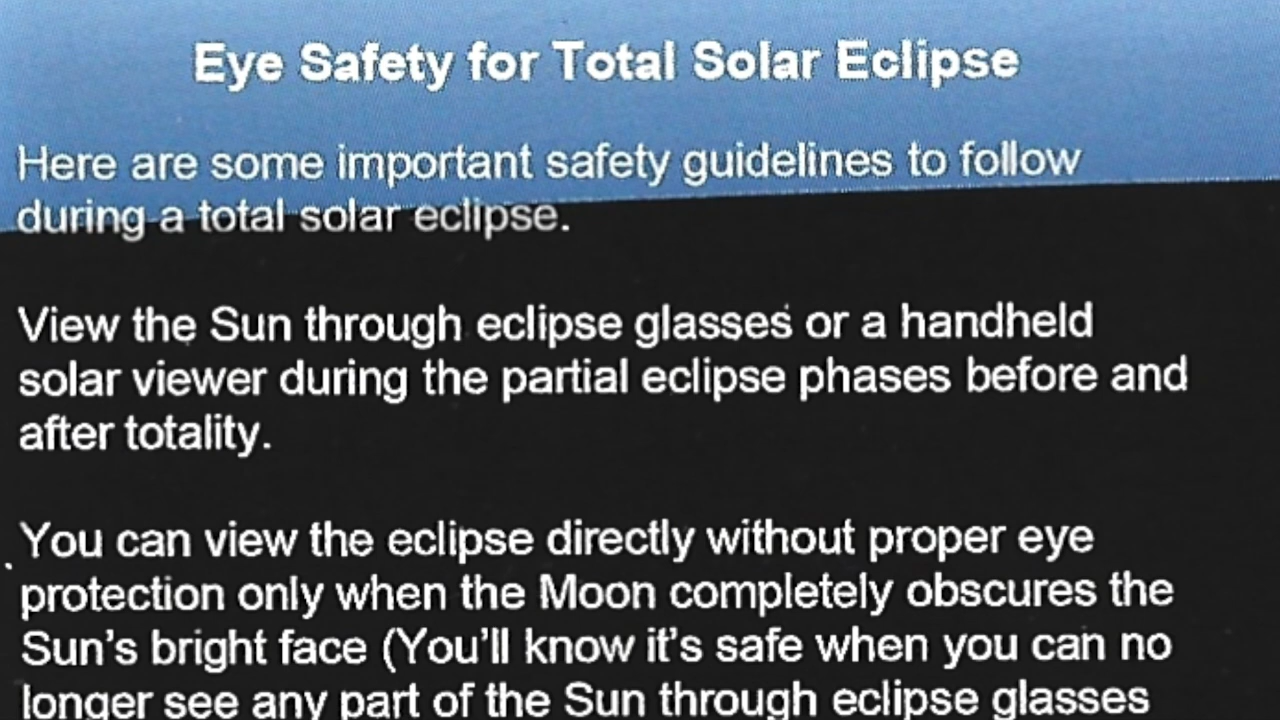 Eye Safety for Total Solar Eclipse
Here are some important safety guidelines to follow
during a total solar eclipse.
View the Sun through eclipse glasses or a handheld
solar viewer during the partial eclipse phases before and
after totality.
You can view the eclipse directly without proper eye
protection only when the Moon completely obscures the
Sun's bright face (You'll know it's safe when you can no
longer see any part of the Sun through eclipse glasses